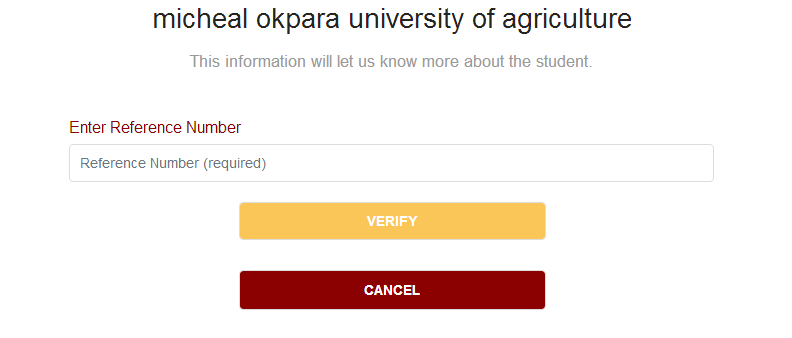 micheal okpara university of agriculture
This information will let us know more about the student.
Enter Reference Number
Reference Number (required)
VERIFY
CANCEL